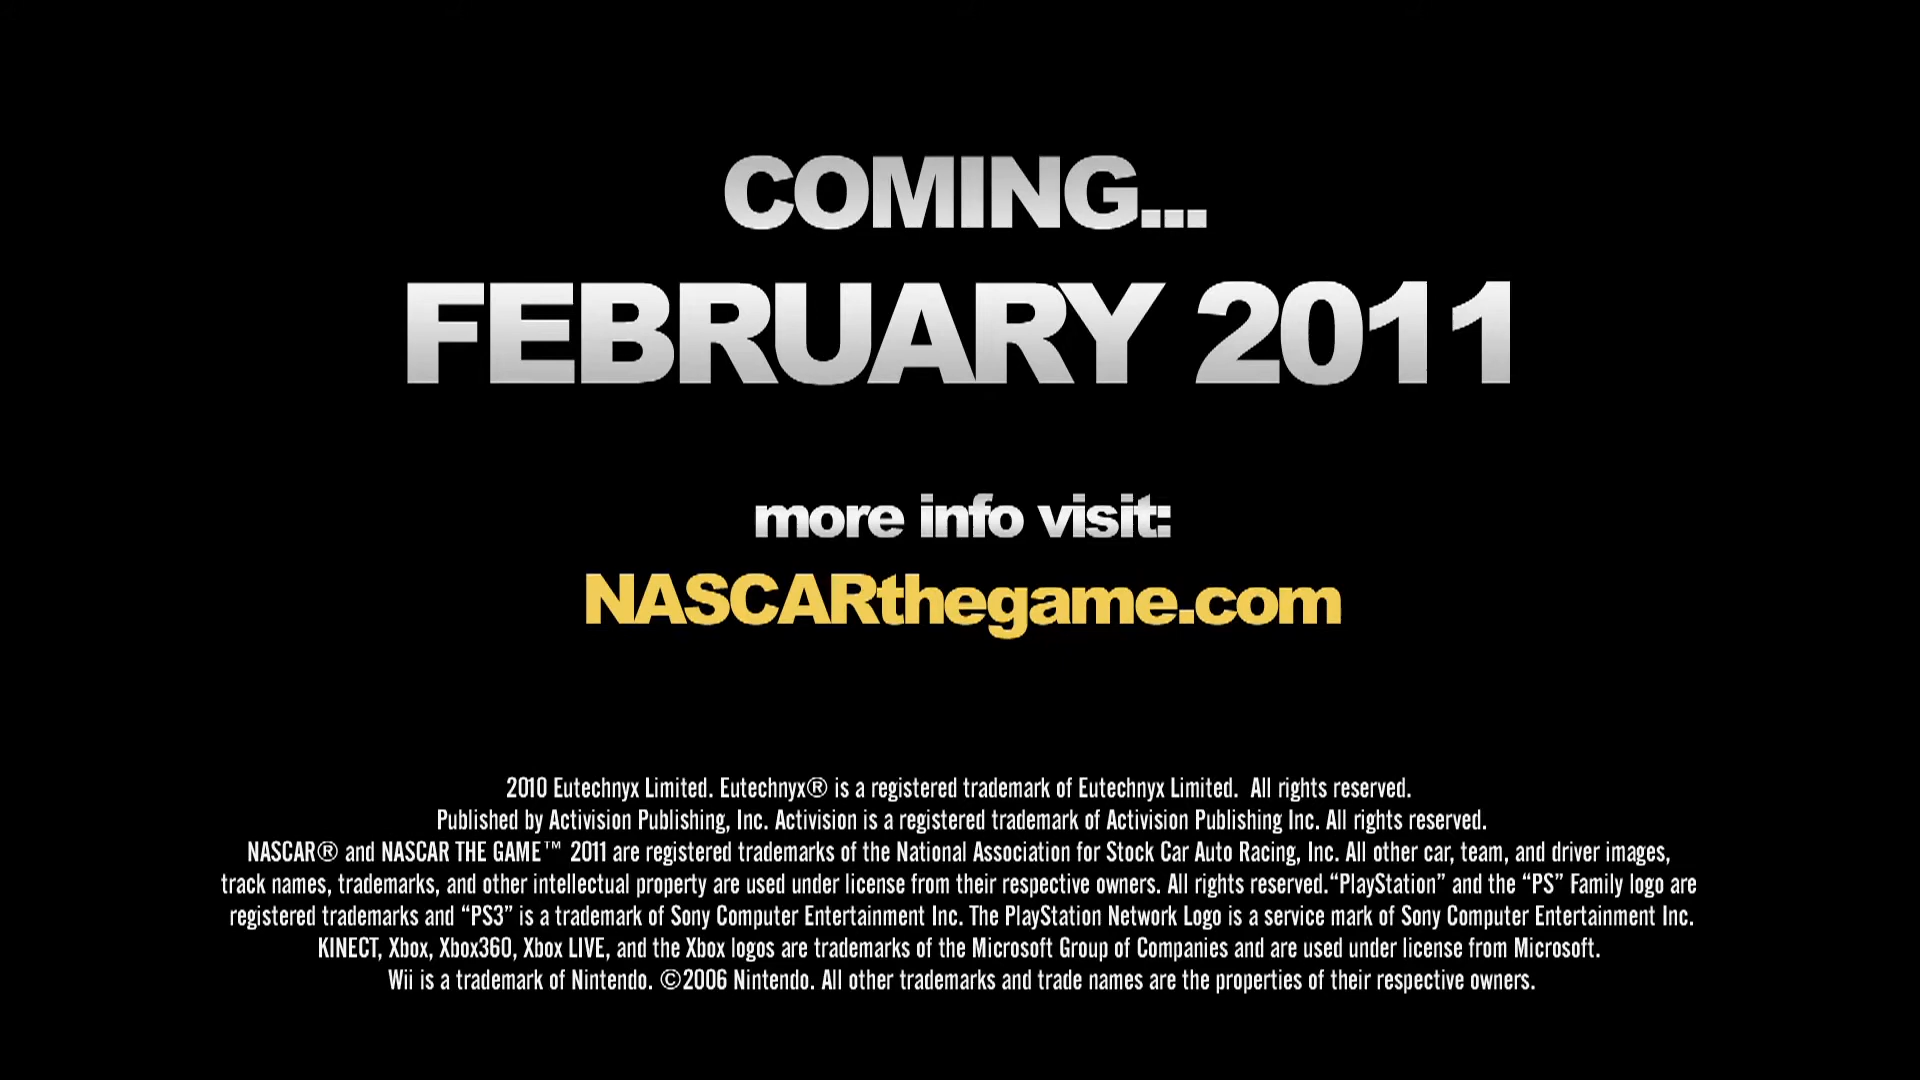 COMING...
FEBRUARY 2011
more info visit:
NASCARthegame.com
2010 Eutechnyx Limited. Eutechnyx® is a registered trademark of Eutechnyx Limited.  All rights reserved.
Published by Activision Publishing, Inc. Activision is a registered trademark of Activision Publishing Inc. All rights reserved.
NASCAR® and NASCAR THE GAME™ 2011 are registered trademarks of the National Association for Stock Car Auto Racing, Inc. All other car, team, and driver images,
track names, trademarks, and other intellectual property are used under license from their respective owners. All rights reserved.“PlayStation” and the “PS” Family logo are
registered trademarks and “PS3” is a trademark of Sony Computer Entertainment Inc. The PlayStation Network Logo is a service mark of Sony Computer Entertainment Inc.
KINECT, Xbox, Xbox360, Xbox LIVE, and the Xbox logos are trademarks of the Microsoft Group of Companies and are used under license from Microsoft.
Wii is a trademark of Nintendo. ©2006 Nintendo. All other trademarks and trade names are the properties of their respective owners.